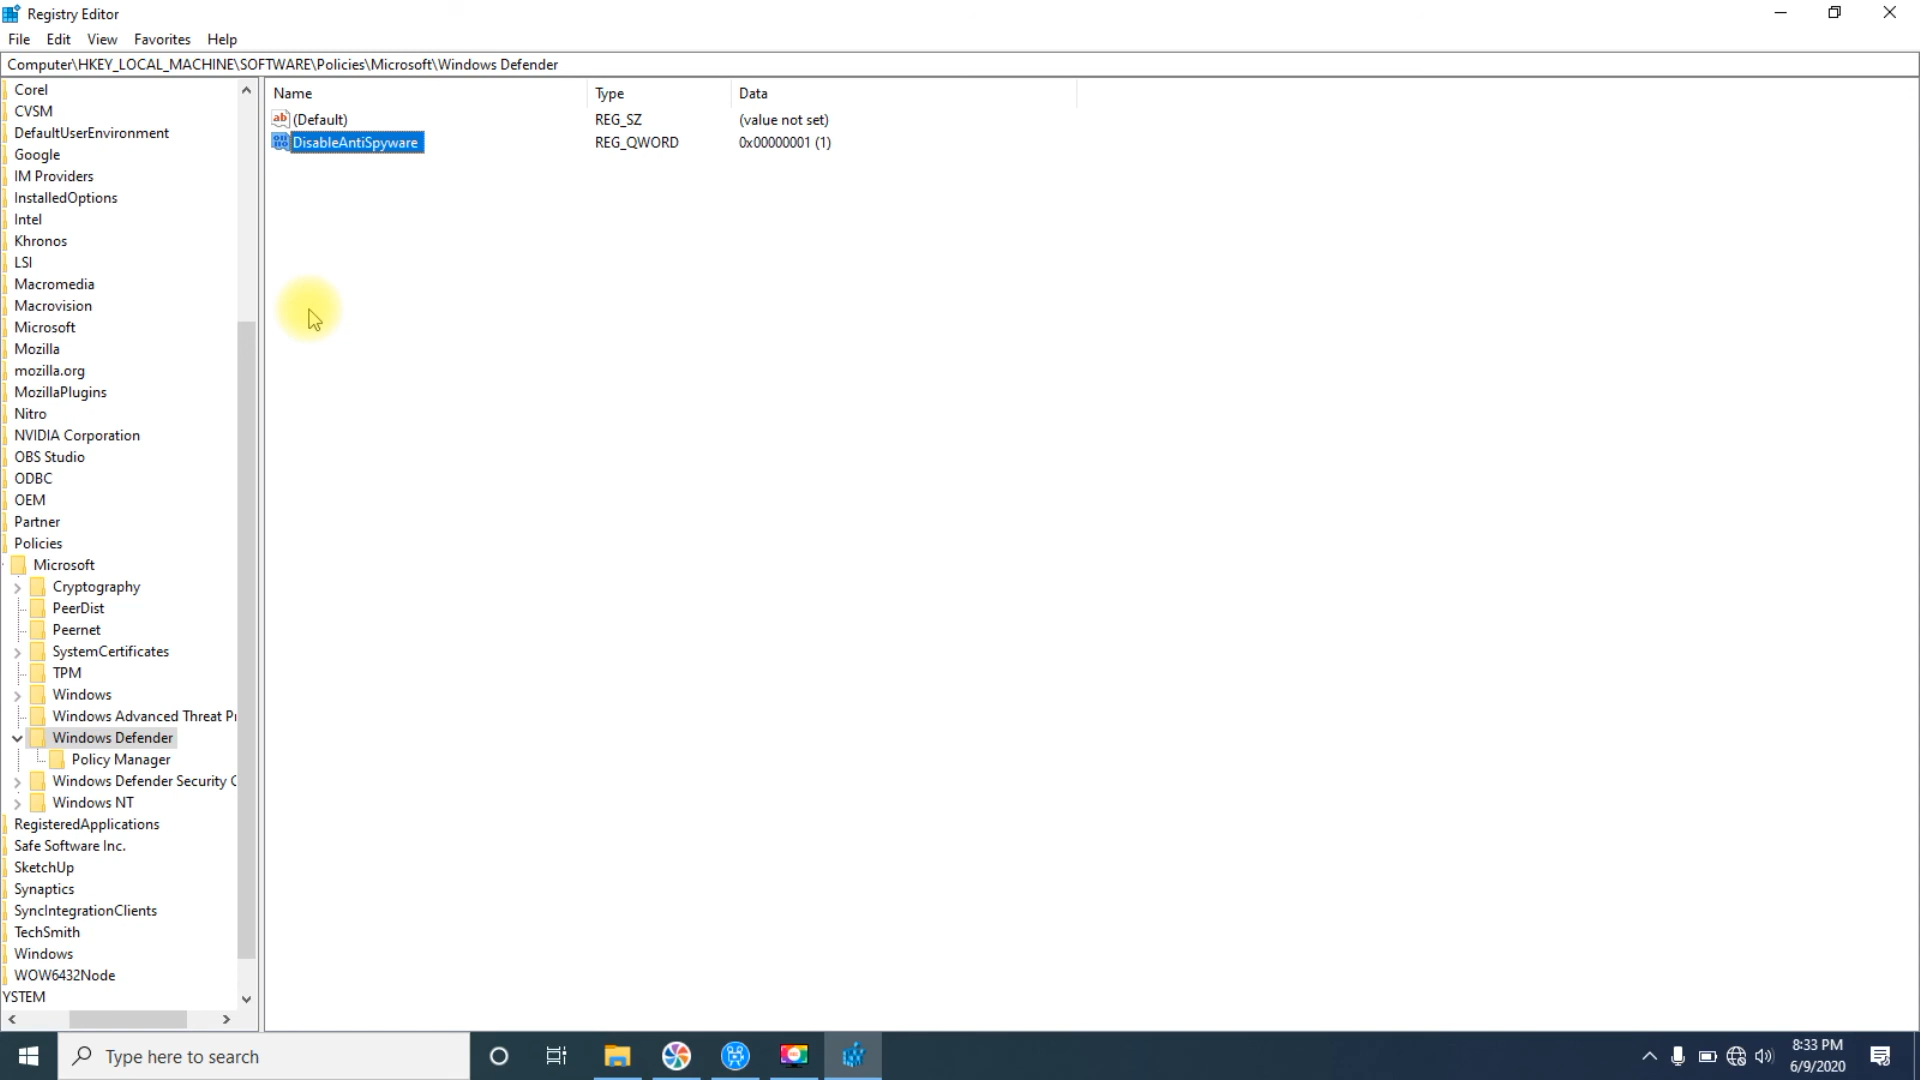 Registry Editor
File Edit View Favorites Help
Computer\HKEY_LOCAL_MACHINE\SOFTWARE\Policies\Microsoft\Windows Defender
Corel
CVSM
DefaultUserEnvironment
Google
IM Providers
InstalledOptions
Intel
Khronos
LSI
Macromedia
Macrovision
Microsoft
Mozilla
mozilla.org
MozillaPlugins
Nitro
NVIDIA Corporation
OBS Studio
ODBC
OEM
Partner
Policies
Microsoft
Cryptography
PeerDist
Peernet
SystemCertificates
TPM
Windows
Windows Advanced Threat P
Windows Defender
Policy Manager
Windows Defender Security C
Windows NT
RegisteredApplications
Safe Software Inc.
SketchUp
Synaptics
SyncIntegrationClients
TechSmith
Windows
WOW6432Node
YSTEM
Name Type Data
(Default) REG_SZ (value not set)
DisableAntiSpyware REG_QWORD 0x00000001 (1)
Type here to search
8:33 PM
6/9/2020